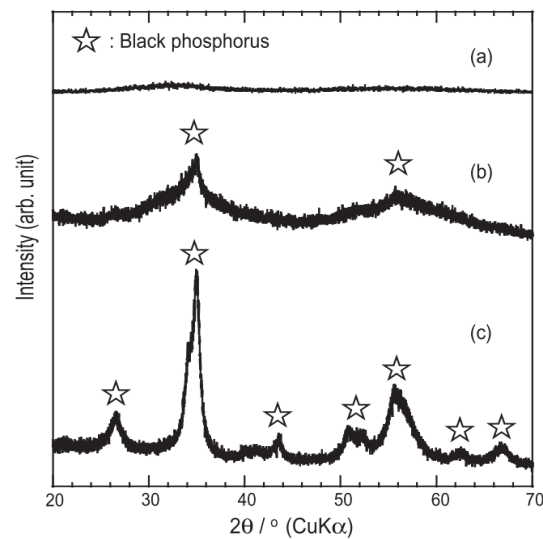 ☆ : Black phosphorus
(a)
(b)
(c)
Intensity (arb. unit)
20 30 40 50 60 70
2θ / ° (CuKα)